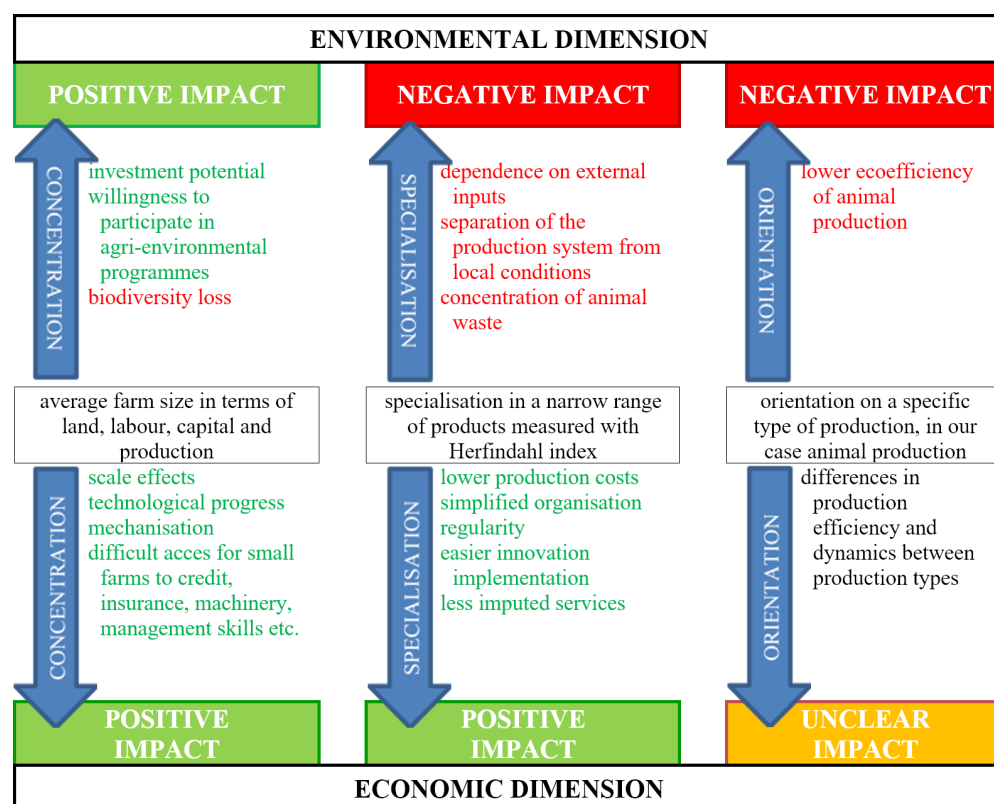 ENVIRONMENTAL DIMENSION
POSITIVE IMPACT
NEGATIVE IMPACT
NEGATIVE IMPACT
CONCENTRATION
investment potential
willingness to
participate in
agri-environmental
programmes
biodiversity loss
SPECIALISATION
dependence on external
inputs
separation of the
production system from
local conditions
concentration of animal
waste
ORIENTATION
lower ecoefficiency
of animal
production
average farm size in terms of
land, labour, capital and
production
specialisation in a narrow range
of products measured with
Herfindahl index
orientation on a specific
type of production, in our
case animal production
CONCENTRATION
scale effects
technological progress
mechanisation
difficult acces for small
farms to credit,
insurance, machinery,
management skills etc.
SPECIALISATION
lower production costs
simplified organisation
regularity
easier innovation
implementation
less imputed services
ORIENTATION
differences in
production
efficiency and
dynamics between
production types
POSITIVE
IMPACT
POSITIVE
IMPACT
UNCLEAR
IMPACT
ECONOMIC DIMENSION